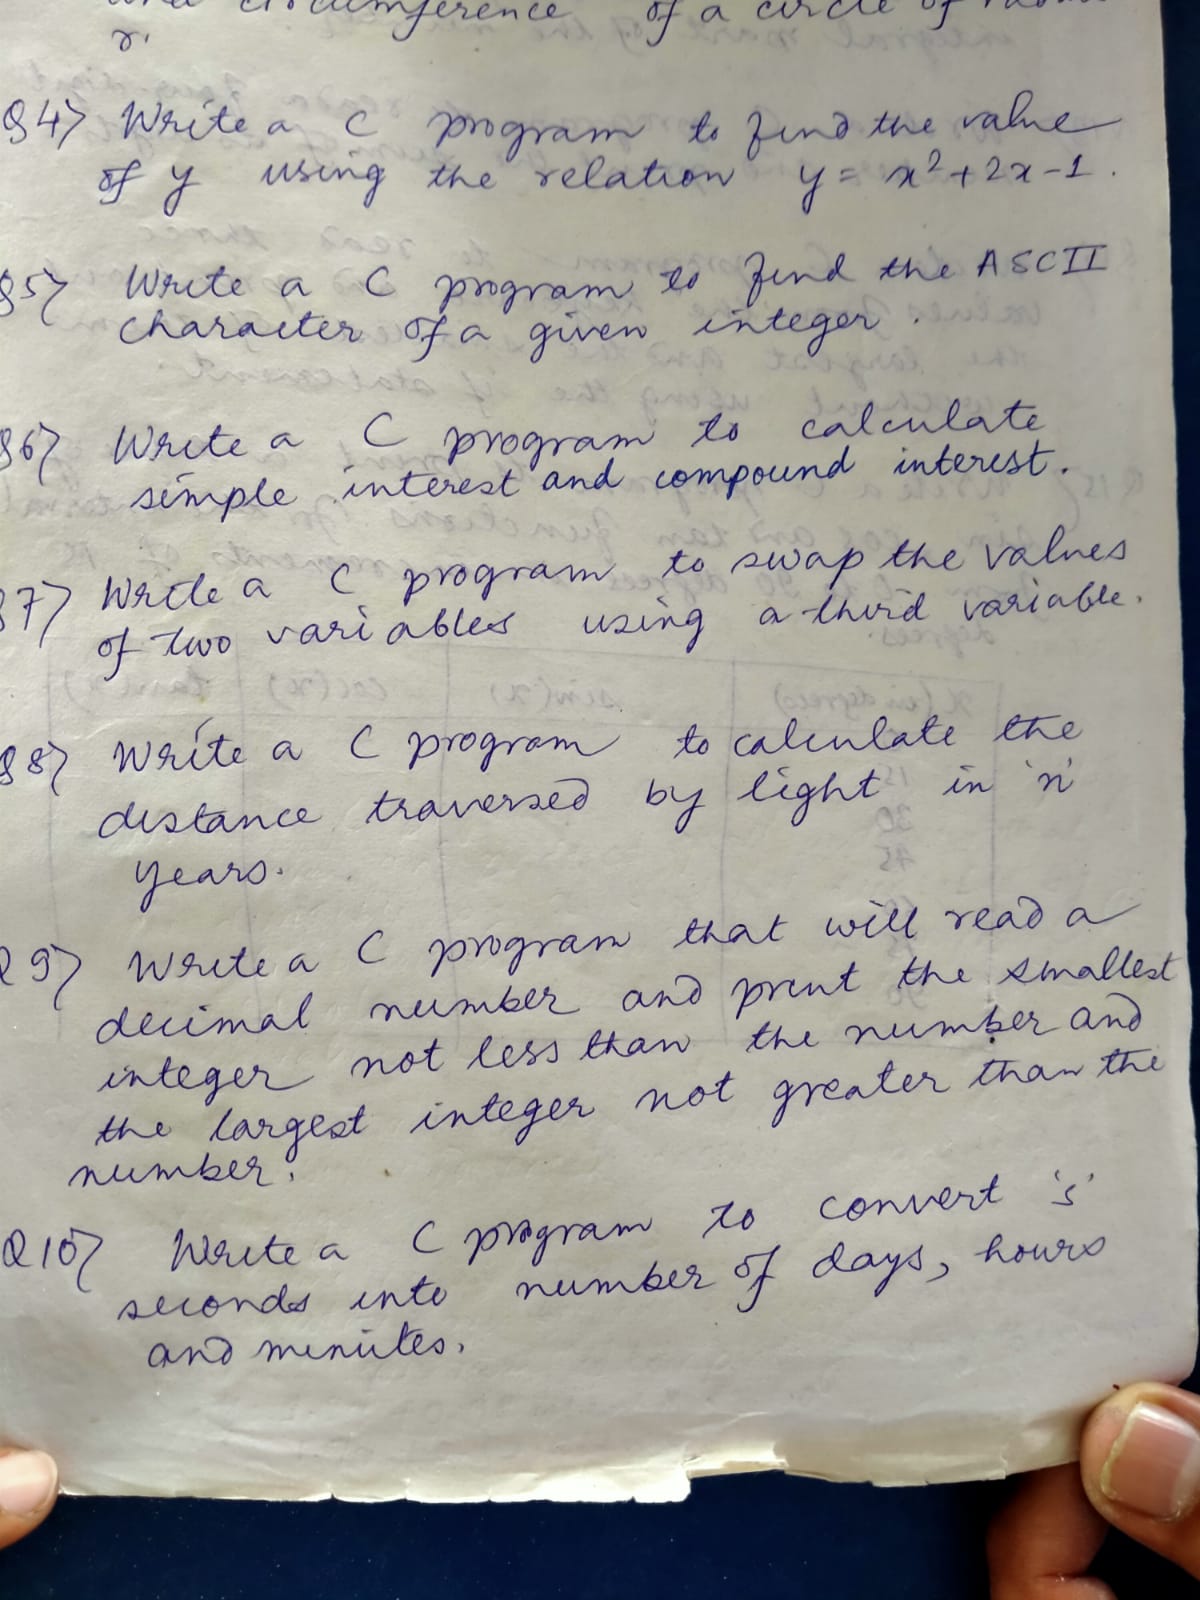 and circumference of a circle of
r.
Q4) Write a C program to find the value
of y using the relation y = x² + 2x - 1.
Q5) Write a C program to find the ASCII
character of a given integer.
Q6) Write a C program to calculate
simple interest and compound interest.
Q7) Write a C program to swap the values
of two variables using a third variable.
Q8) Write a C program to calculate the
distance traversed by light in 'n'
years.
Q9) Write a C program that will read a
decimal number and print the smallest
integer not less than the number and
the largest integer not greater than the
number.
Q10) Write a C program to convert 's'
seconds into number of days, hours
and minutes.